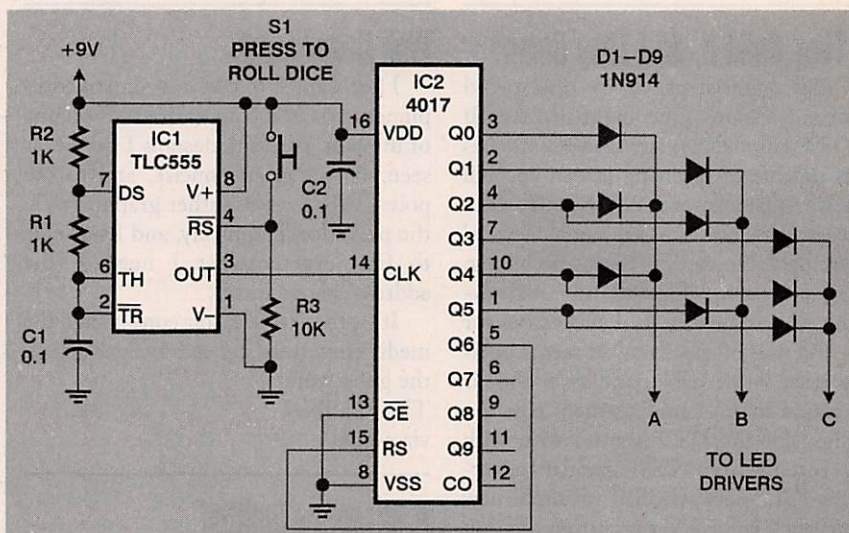 +9V
S1
PRESS TO
ROLL DICE
D1–D9
1N914
R2
1K
R1
1K
C1
0.1
IC1
TLC555
7
DS
V+
8
RS
4
6
TH
OUT
3
2
TR
V–
1
R3
10K
C2
0.1
IC2
4017
16
VDD
14
CLK
13
CE
15
RS
8
VSS
Q0
3
Q1
2
Q2
4
Q3
7
Q4
10
Q5
1
Q6
5
Q7
6
Q8
9
Q9
11
CO
12
A
B
C
TO LED
DRIVERS